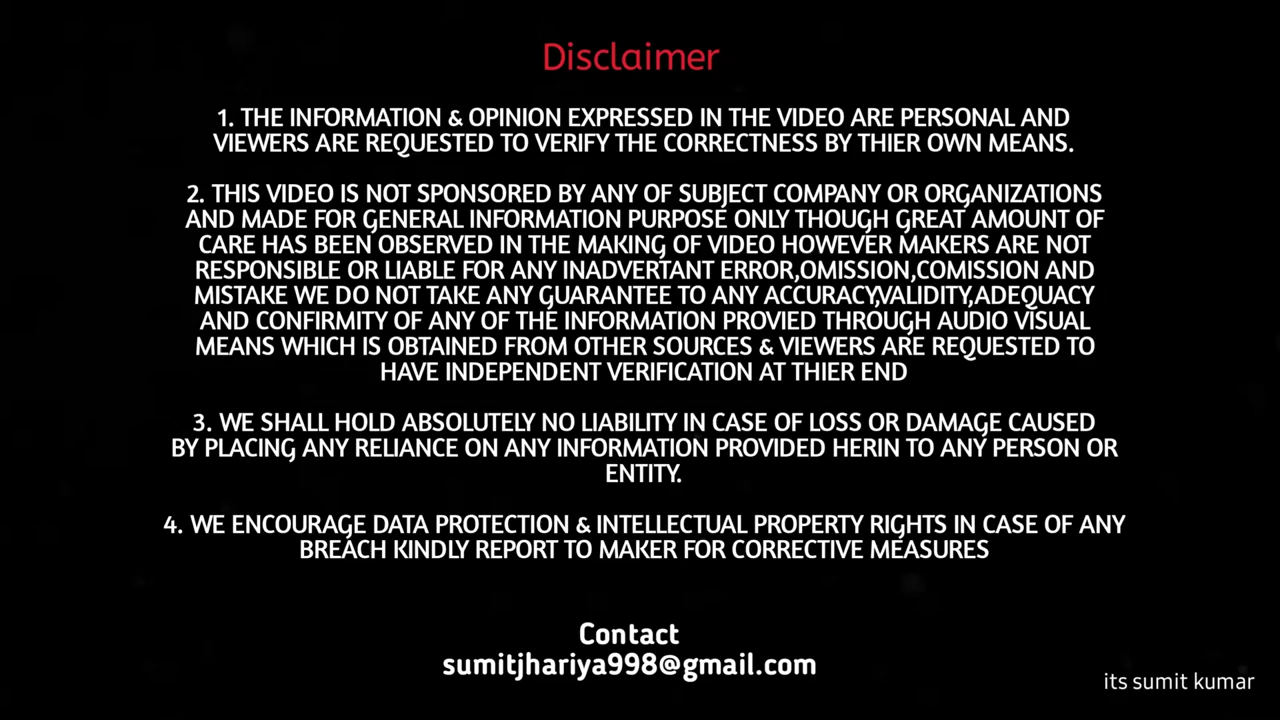 Disclaimer
1. THE INFORMATION & OPINION EXPRESSED IN THE VIDEO ARE PERSONAL AND
VIEWERS ARE REQUESTED TO VERIFY THE CORRECTNESS BY THIER OWN MEANS.
2. THIS VIDEO IS NOT SPONSORED BY ANY OF SUBJECT COMPANY OR ORGANIZATIONS
AND MADE FOR GENERAL INFORMATION PURPOSE ONLY THOUGH GREAT AMOUNT OF
CARE HAS BEEN OBSERVED IN THE MAKING OF VIDEO HOWEVER MAKERS ARE NOT
RESPONSIBLE OR LIABLE FOR ANY INADVERTANT ERROR,OMISSION,COMISSION AND
MISTAKE WE DO NOT TAKE ANY GUARANTEE TO ANY ACCURACY,VALIDITY,ADEQUACY
AND CONFIRMITY OF ANY OF THE INFORMATION PROVIED THROUGH AUDIO VISUAL
MEANS WHICH IS OBTAINED FROM OTHER SOURCES & VIEWERS ARE REQUESTED TO
HAVE INDEPENDENT VERIFICATION AT THIER END
3. WE SHALL HOLD ABSOLUTELY NO LIABILITY IN CASE OF LOSS OR DAMAGE CAUSED
BY PLACING ANY RELIANCE ON ANY INFORMATION PROVIDED HERIN TO ANY PERSON OR
ENTITY.
4. WE ENCOURAGE DATA PROTECTION & INTELLECTUAL PROPERTY RIGHTS IN CASE OF ANY
BREACH KINDLY REPORT TO MAKER FOR CORRECTIVE MEASURES
Contact
sumitjhariya998@gmail.com
its sumit kumar